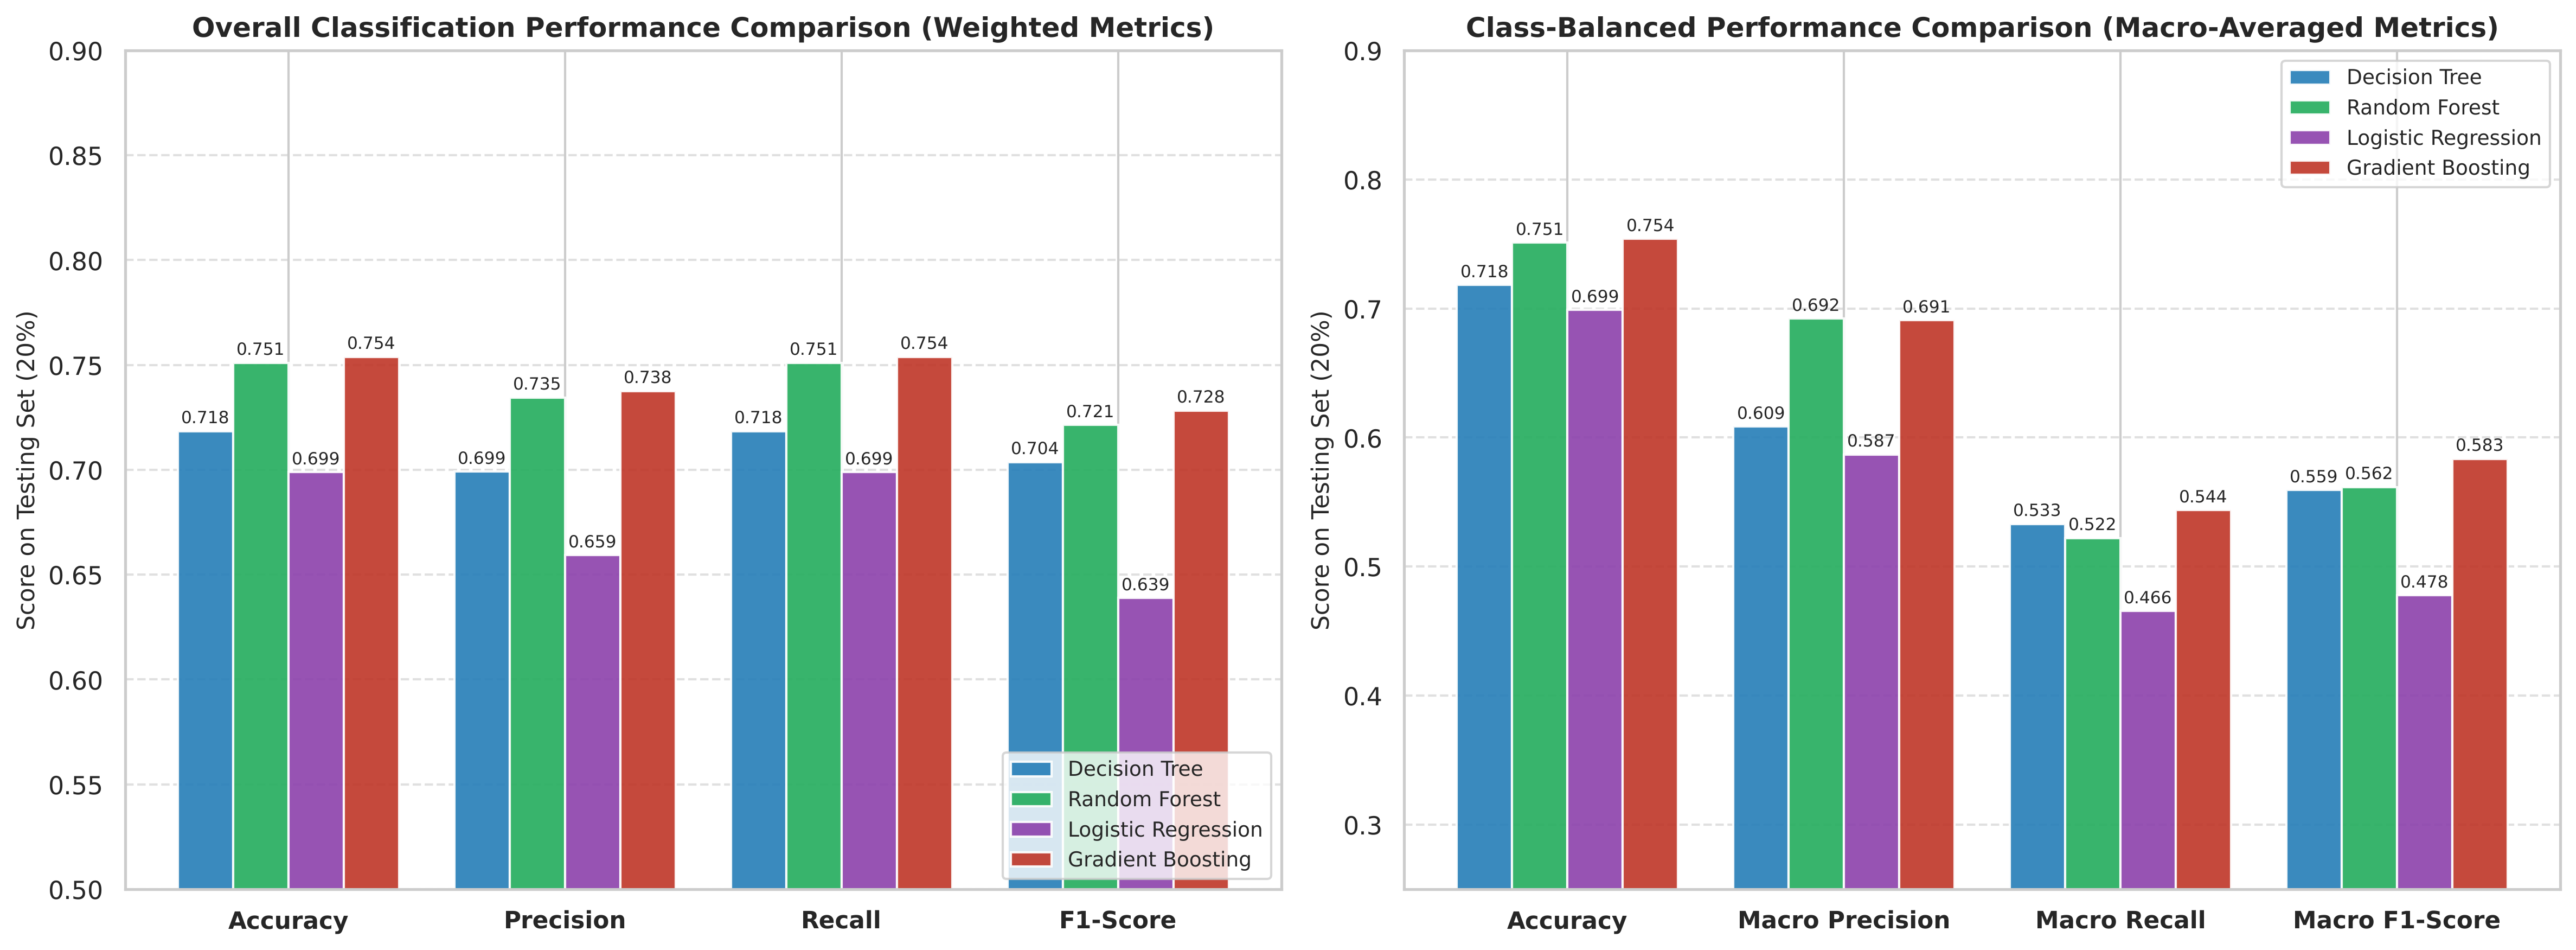 Overall Classification Performance Comparison (Weighted Metrics)
Score on Testing Set (20%)
0.90
0.85
0.80
0.75
0.70
0.65
0.60
0.55
0.50
0.718
0.751
0.699
0.754
0.699
0.735
0.659
0.738
0.718
0.751
0.699
0.754
0.704
0.721
0.639
0.728
Decision Tree
Random Forest
Logistic Regression
Gradient Boosting
Accuracy
Precision
Recall
F1-Score
Class-Balanced Performance Comparison (Macro-Averaged Metrics)
Score on Testing Set (20%)
0.9
0.8
0.7
0.6
0.5
0.4
0.3
Decision Tree
Random Forest
Logistic Regression
Gradient Boosting
0.718
0.751
0.699
0.754
0.609
0.692
0.587
0.691
0.533
0.522
0.466
0.544
0.559
0.562
0.478
0.583
Accuracy
Macro Precision
Macro Recall
Macro F1-Score